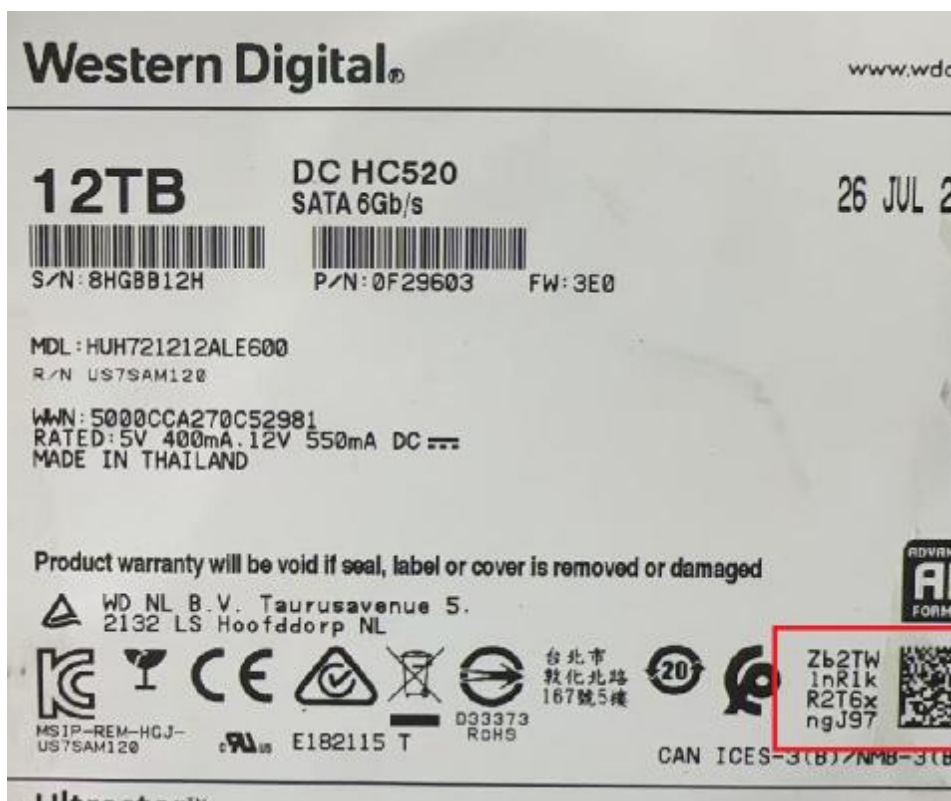 Western Digital®
www.wdc
12TB
DC HC520
SATA 6Gb/s
26 JUL 2
S/N:8HGBB12H
P/N:0F29603
FW:3E0
MDL:HUH721212ALE600
R/N US7SAM120
WWN:5000CCA270C52981
RATED:5V 400mA.12V 550mA DC
MADE IN THAILAND
Product warranty will be void if seal, label or cover is removed or damaged
WD NL B.V. Taurusavenue 5.
2132 LS Hoofddorp NL
台北市
敦化北路
167號5樓
20
Zb2TW
1nR1k
R2T6x
ngJ97
MSIP-REM-HGJ-
US7SAM120
E182115 T
D33373
RoHS
CAN ICES-3(B)/NMB-3(B